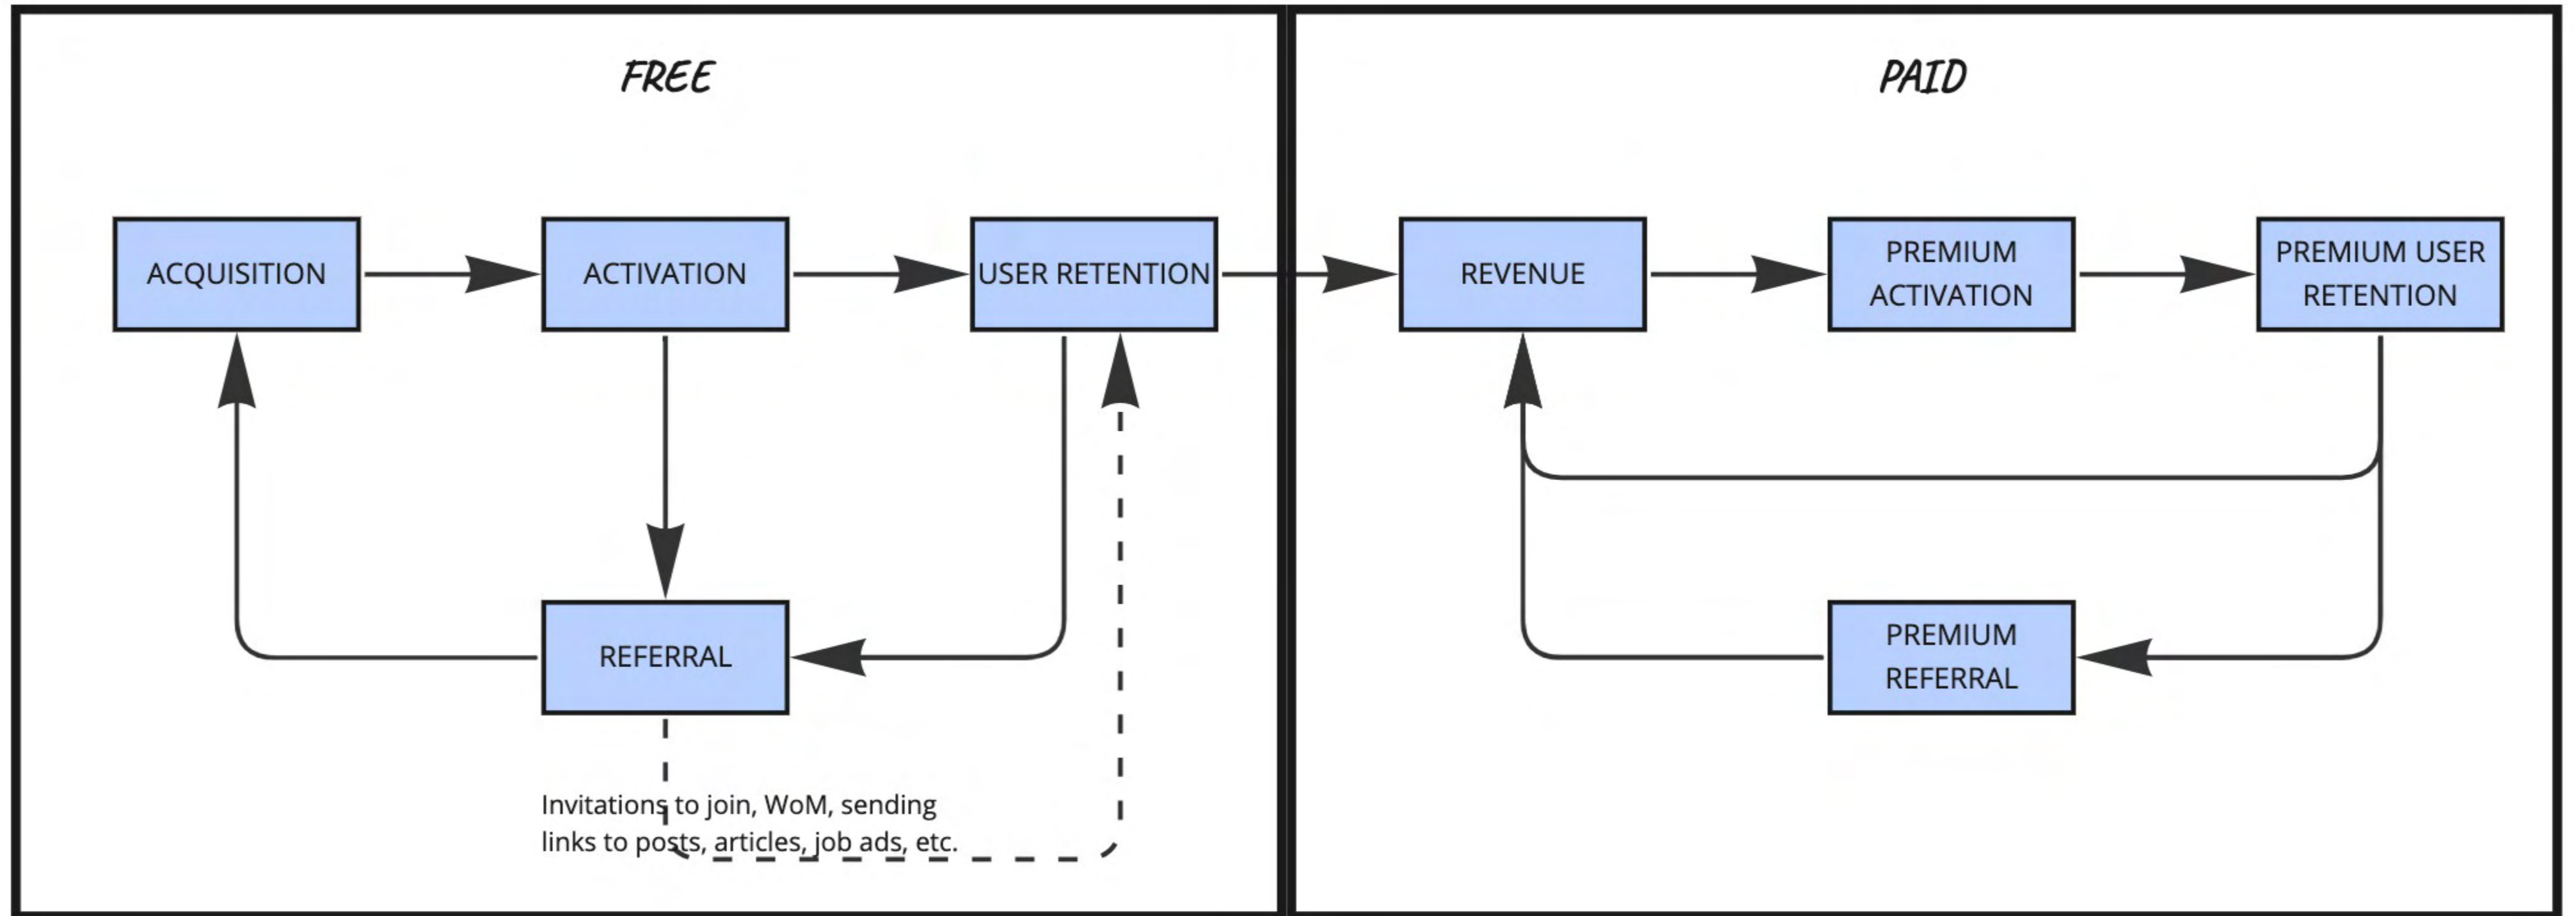 FREE
PAID
ACQUISITION
ACTIVATION
USER RETENTION
REVENUE
PREMIUM
ACTIVATION
PREMIUM USER
RETENTION
REFERRAL
PREMIUM
REFERRAL
Invitations to join, WoM, sending
links to posts, articles, job ads, etc.